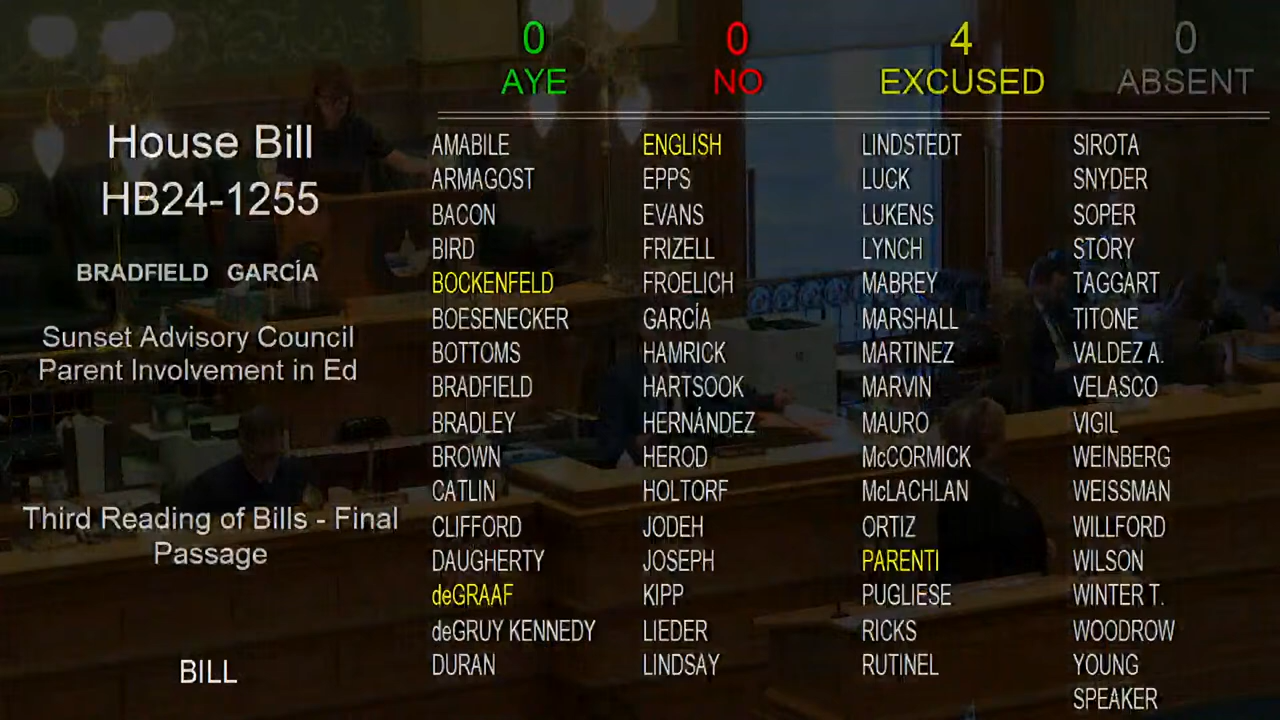 0 0 4 0
AYE NO EXCUSED ABSENT
House Bill
HB24-1255
BRADFIELD GARCÍA
Sunset Advisory Council
Parent Involvement in Ed
Third Reading of Bills - Final
Passage
BILL
AMABILE
ARMAGOST
BACON
BIRD
BOCKENFELD
BOESENECKER
BOTTOMS
BRADFIELD
BRADLEY
BROWN
CATLIN
CLIFFORD
DAUGHERTY
deGRAAF
deGRUY KENNEDY
DURAN
ENGLISH
EPPS
EVANS
FRIZELL
FROELICH
GARCÍA
HAMRICK
HARTSOOK
HERNÁNDEZ
HEROD
HOLTORF
JODEH
JOSEPH
KIPP
LIEDER
LINDSAY
LINDSTEDT
LUCK
LUKENS
LYNCH
MABREY
MARSHALL
MARTINEZ
MARVIN
MAURO
McCORMICK
McLACHLAN
ORTIZ
PARENTI
PUGLIESE
RICKS
RUTINEL
SIROTA
SNYDER
SOPER
STORY
TAGGART
TITONE
VALDEZ A.
VELASCO
VIGIL
WEINBERG
WEISSMAN
WILLFORD
WILSON
WINTER T.
WOODROW
YOUNG
SPEAKER